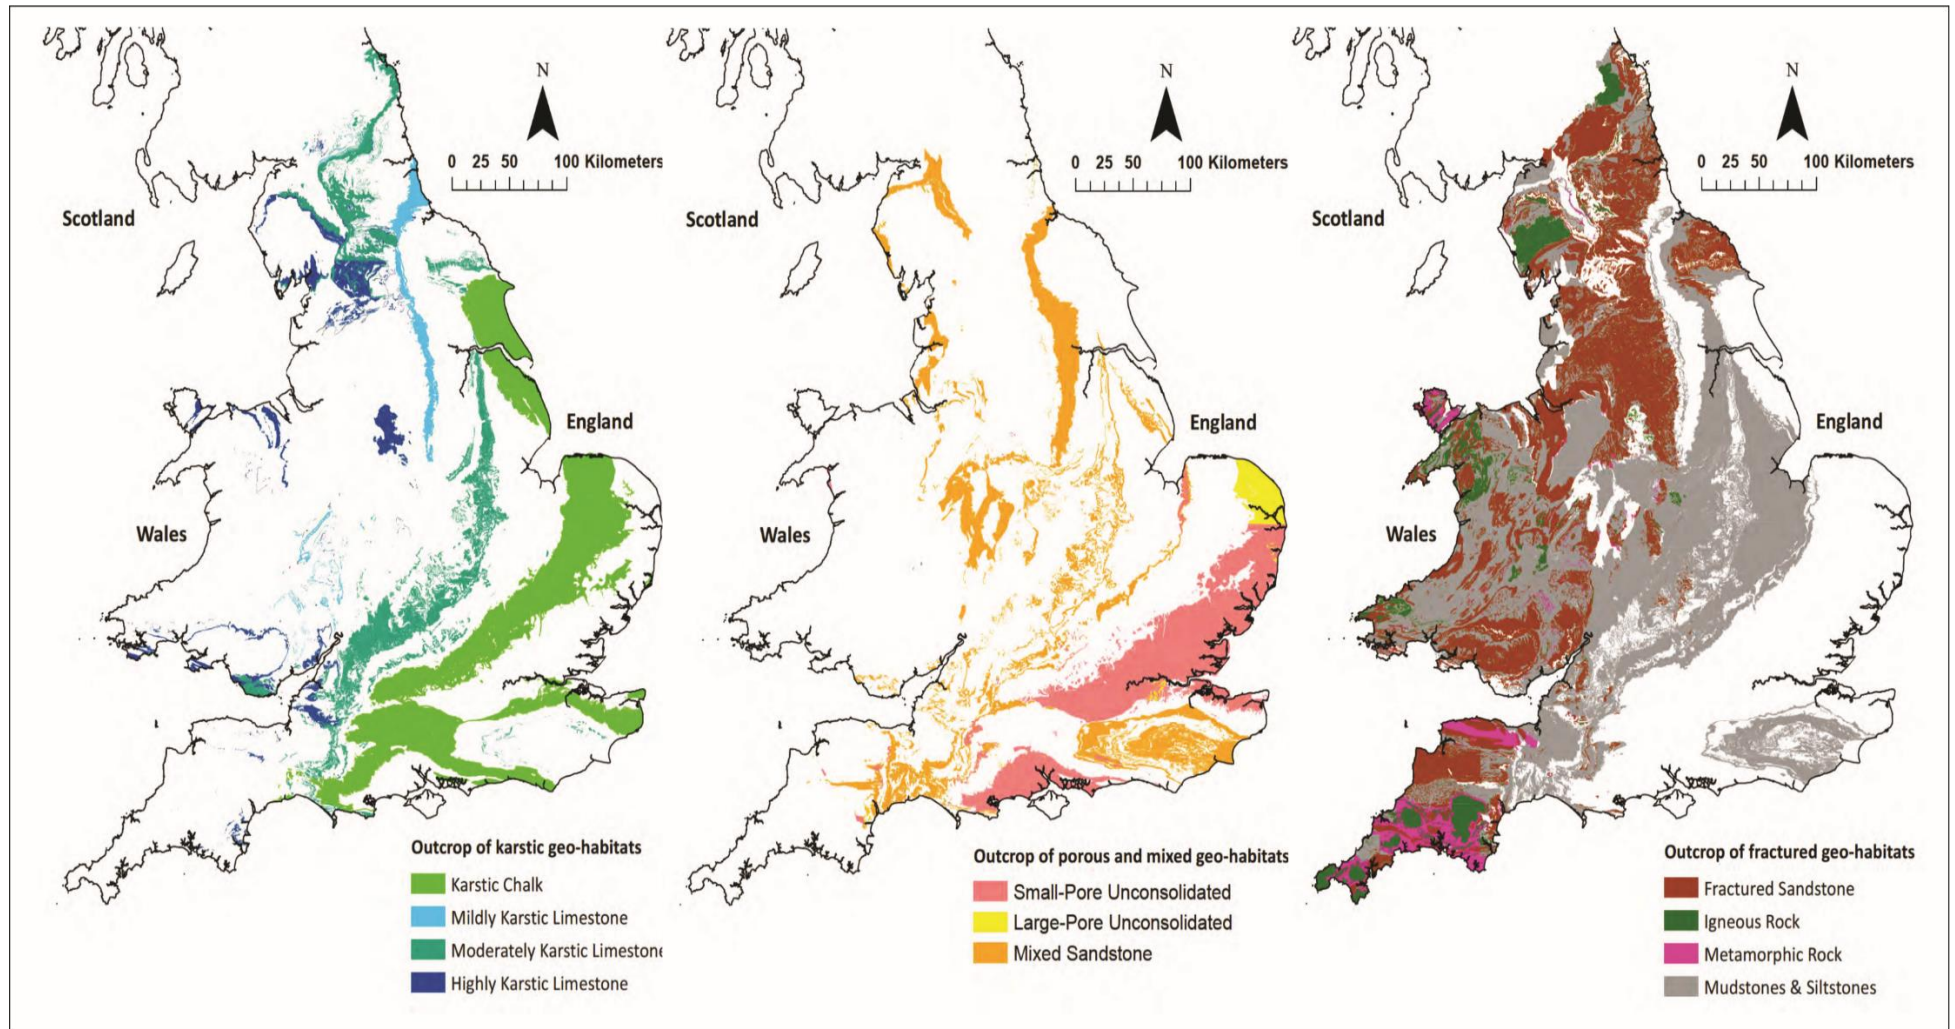 N
0 25 50 100 Kilometers
Scotland
England
Wales
Outcrop of karstic geo-habitats
Karstic Chalk
Mildly Karstic Limestone
Moderately Karstic Limestone
Highly Karstic Limestone
N
0 25 50 100 Kilometers
Scotland
England
Wales
Outcrop of porous and mixed geo-habitats
Small-Pore Unconsolidated
Large-Pore Unconsolidated
Mixed Sandstone
N
0 25 50 100 Kilometers
Scotland
England
Wales
Outcrop of fractured geo-habitats
Fractured Sandstone
Igneous Rock
Metamorphic Rock
Mudstones & Siltstones